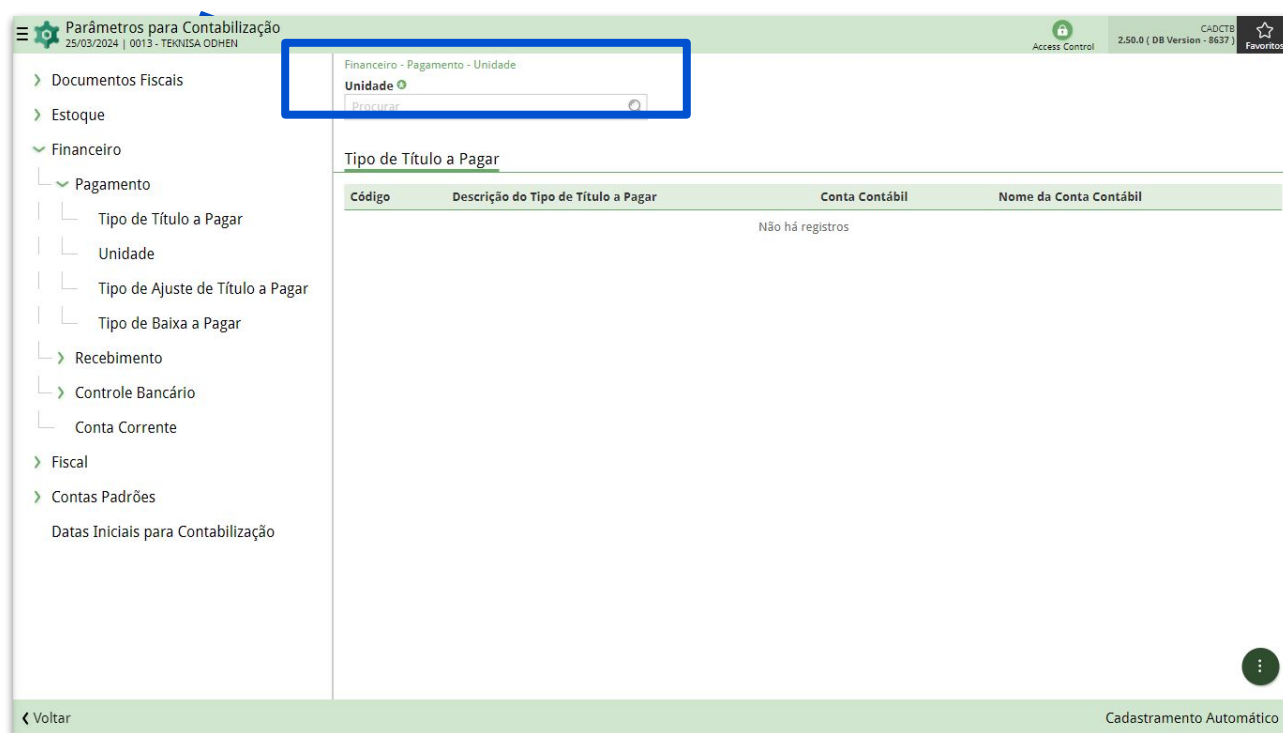 Parâmetros para Contabilização
25/03/2024 | 0013 - TEKNISA ODHEN
Access Control
CADCTB
2.50.0 ( DB Version - 8637 )
Favoritos
Documentos Fiscais
Estoque
Financeiro
Pagamento
Tipo de Título a Pagar
Unidade
Tipo de Ajuste de Título a Pagar
Tipo de Baixa a Pagar
Recebimento
Controle Bancário
Conta Corrente
Fiscal
Contas Padrões
Datas Iniciais para Contabilização
Financeiro - Pagamento - Unidade
Unidade
Procurar
Tipo de Título a Pagar
Código Descrição do Tipo de Título a Pagar Conta Contábil Nome da Conta Contábil
Não há registros
Voltar
Cadastramento Automático